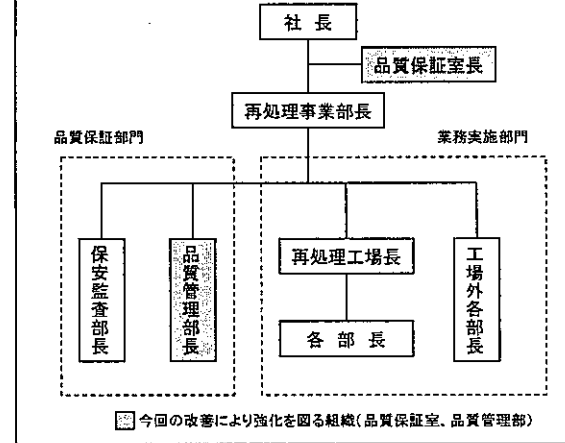 社長
品質保証室長
再処理事業部長
品質保証部門
業務実施部門
保安監査部長
品質管理部長
再処理工場長
工場外各部長
各部長
今回の改善により強化を図る組織(品質保証室、品質管理部)